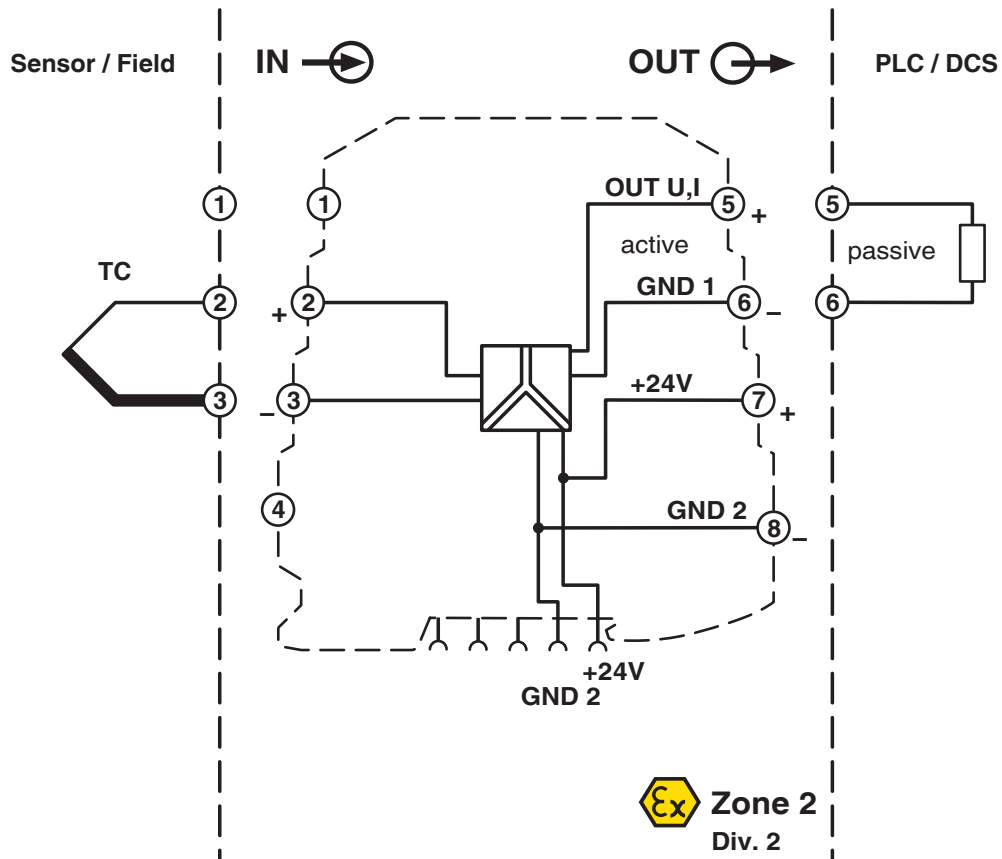 Sensor / Field
IN
OUT
PLC / DCS
1
1
OUT U,I
5
+
5
active
passive
TC
GND 1
2
+
2
6
–
6
+24V
3
–
3
7
+
4
GND 2
8
–
+24V
GND 2
Ex
Zone 2
Div. 2